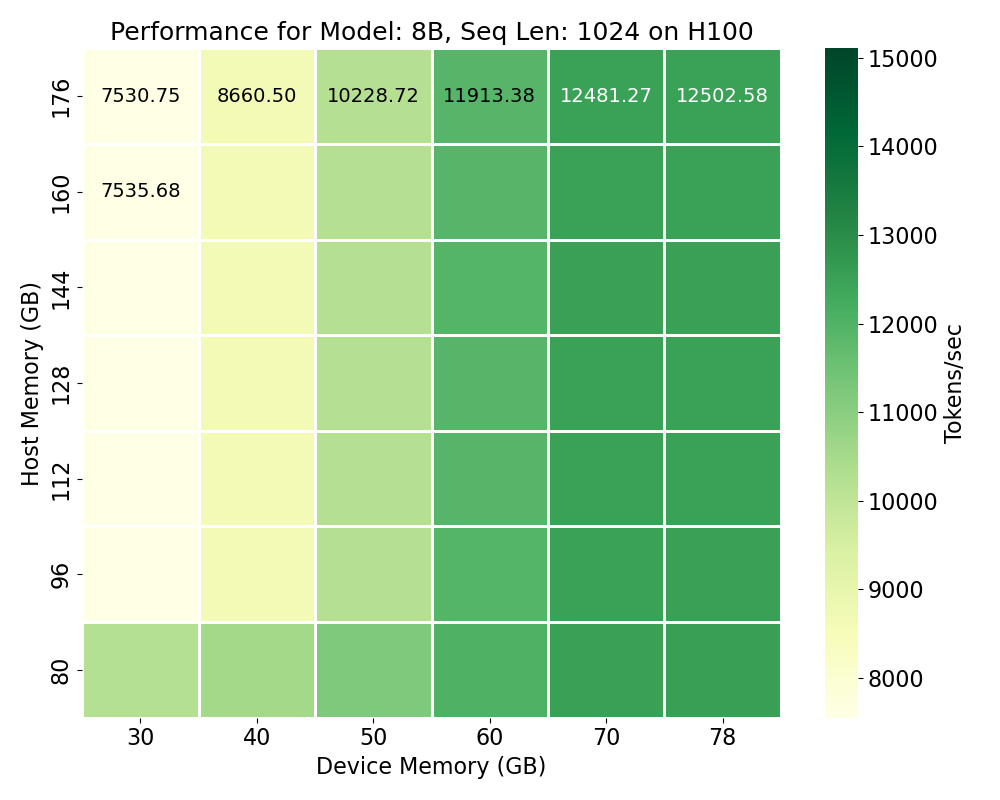 Performance for Model: 8B, Seq Len: 1024 on H100
Host Memory (GB)
176
160
144
128
112
96
80
7530.75 8660.50 10228.72 11913.38 12481.27 12502.58
7535.68
30 40 50 60 70 78
Device Memory (GB)
15000
14000
13000
12000
11000
10000
9000
8000
Tokens/sec